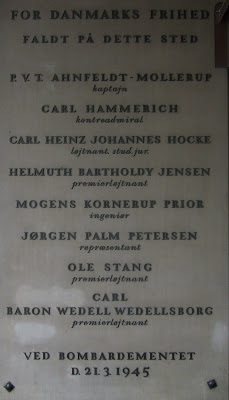 FOR DANMARKS FRIHED
FALDT PÅ DETTE STED
P. V. T. AHNFELDT-MOLLERUP
kaptajn
CARL HAMMERICH
kontreadmiral
CARL HEINZ JOHANNES HOCKE
løjtnant. stud. jur.
HELMUTH BARTHOLDY JENSEN
premierløjtnant
MOGENS KORNERUP PRIOR
ingeniør
JØRGEN PALM PETERSEN
repræsentant
OLE STANG
premierløjtnant
CARL
BARON WEDELL WEDELLSBORG
premierløjtnant
VED BOMBARDEMENTET
D. 21. 3. 1945